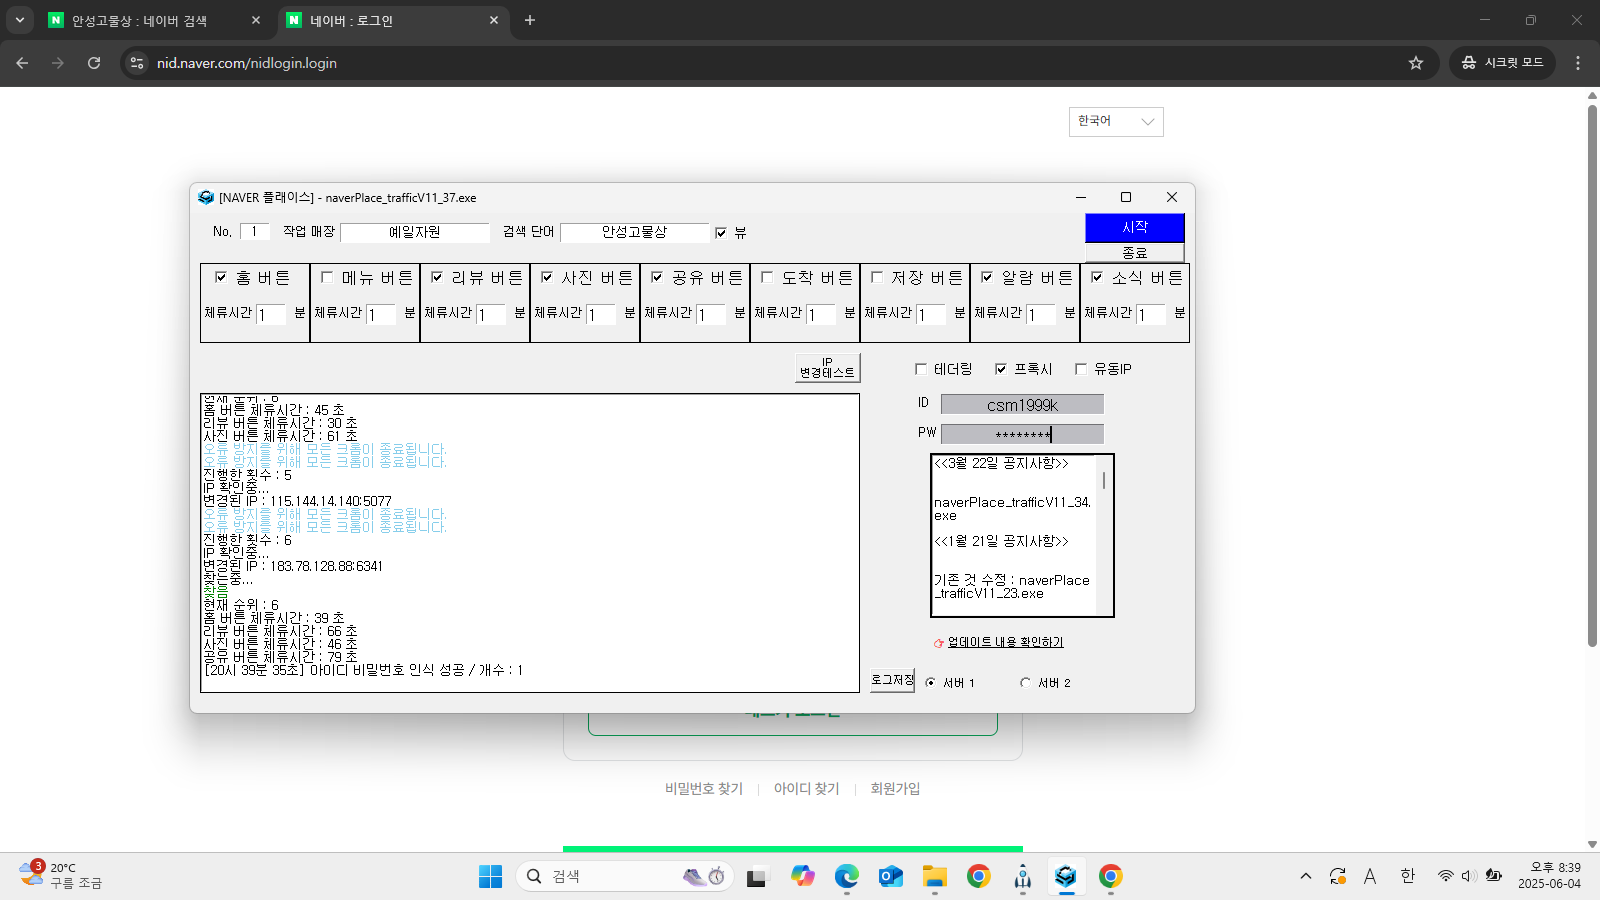 안성고물상 : 네이버 검색
네이버 : 로그인
nid.naver.com/nidlogin.login
시크릿 모드
한국어
[NAVER 플래이스] - naverPlace_trafficV11_37.exe
No. 1 작업 매장 예일자원 검색 단어 안성고물상 뷰
시작
종료
홈 버튼 메뉴 버튼 리뷰 버튼 사진 버튼 공유 버튼 도착 버튼 저장 버튼 알람 버튼 소식 버튼
체류시간 1 분 체류시간 1 분 체류시간 1 분 체류시간 1 분 체류시간 1 분 체류시간 1 분 체류시간 1 분 체류시간 1 분 체류시간 1 분
IP
변경테스트
테더링 프록시 유동IP
ID csm1999k
PW ********
현재 순위 : 6
홈 버튼 체류시간 : 45 초
리뷰 버튼 체류시간 : 30 초
사진 버튼 체류시간 : 61 초
오류 방지를 위해 모든 크롬이 종료됩니다.
오류 방지를 위해 모든 크롬이 종료됩니다.
진행한 횟수 : 5
IP 확인중...
변경된 IP : 115.144.14.140:5077
오류 방지를 위해 모든 크롬이 종료됩니다.
오류 방지를 위해 모든 크롬이 종료됩니다.
진행한 횟수 : 6
IP 확인중...
변경된 IP : 183.78.128.88:6341
찾는중...
찾음
현재 순위 : 6
홈 버튼 체류시간 : 39 초
리뷰 버튼 체류시간 : 66 초
사진 버튼 체류시간 : 46 초
공유 버튼 체류시간 : 79 초
[20시 39분 35초] 아이디 비밀번호 인식 성공 / 개수 : 1
<<3월 22일 공지사항>>
naverPlace_trafficV11_34.
exe
<<1월 21일 공지사항>>
기존 것 수정 : naverPlace
_trafficV11_23.exe
업데이트 내용 확인하기
로그저장 서버 1 서버 2
비밀번호 찾기 아이디 찾기 회원가입
3
20°C
구름 조금
검색
A 한
오후 8:39
2025-06-04